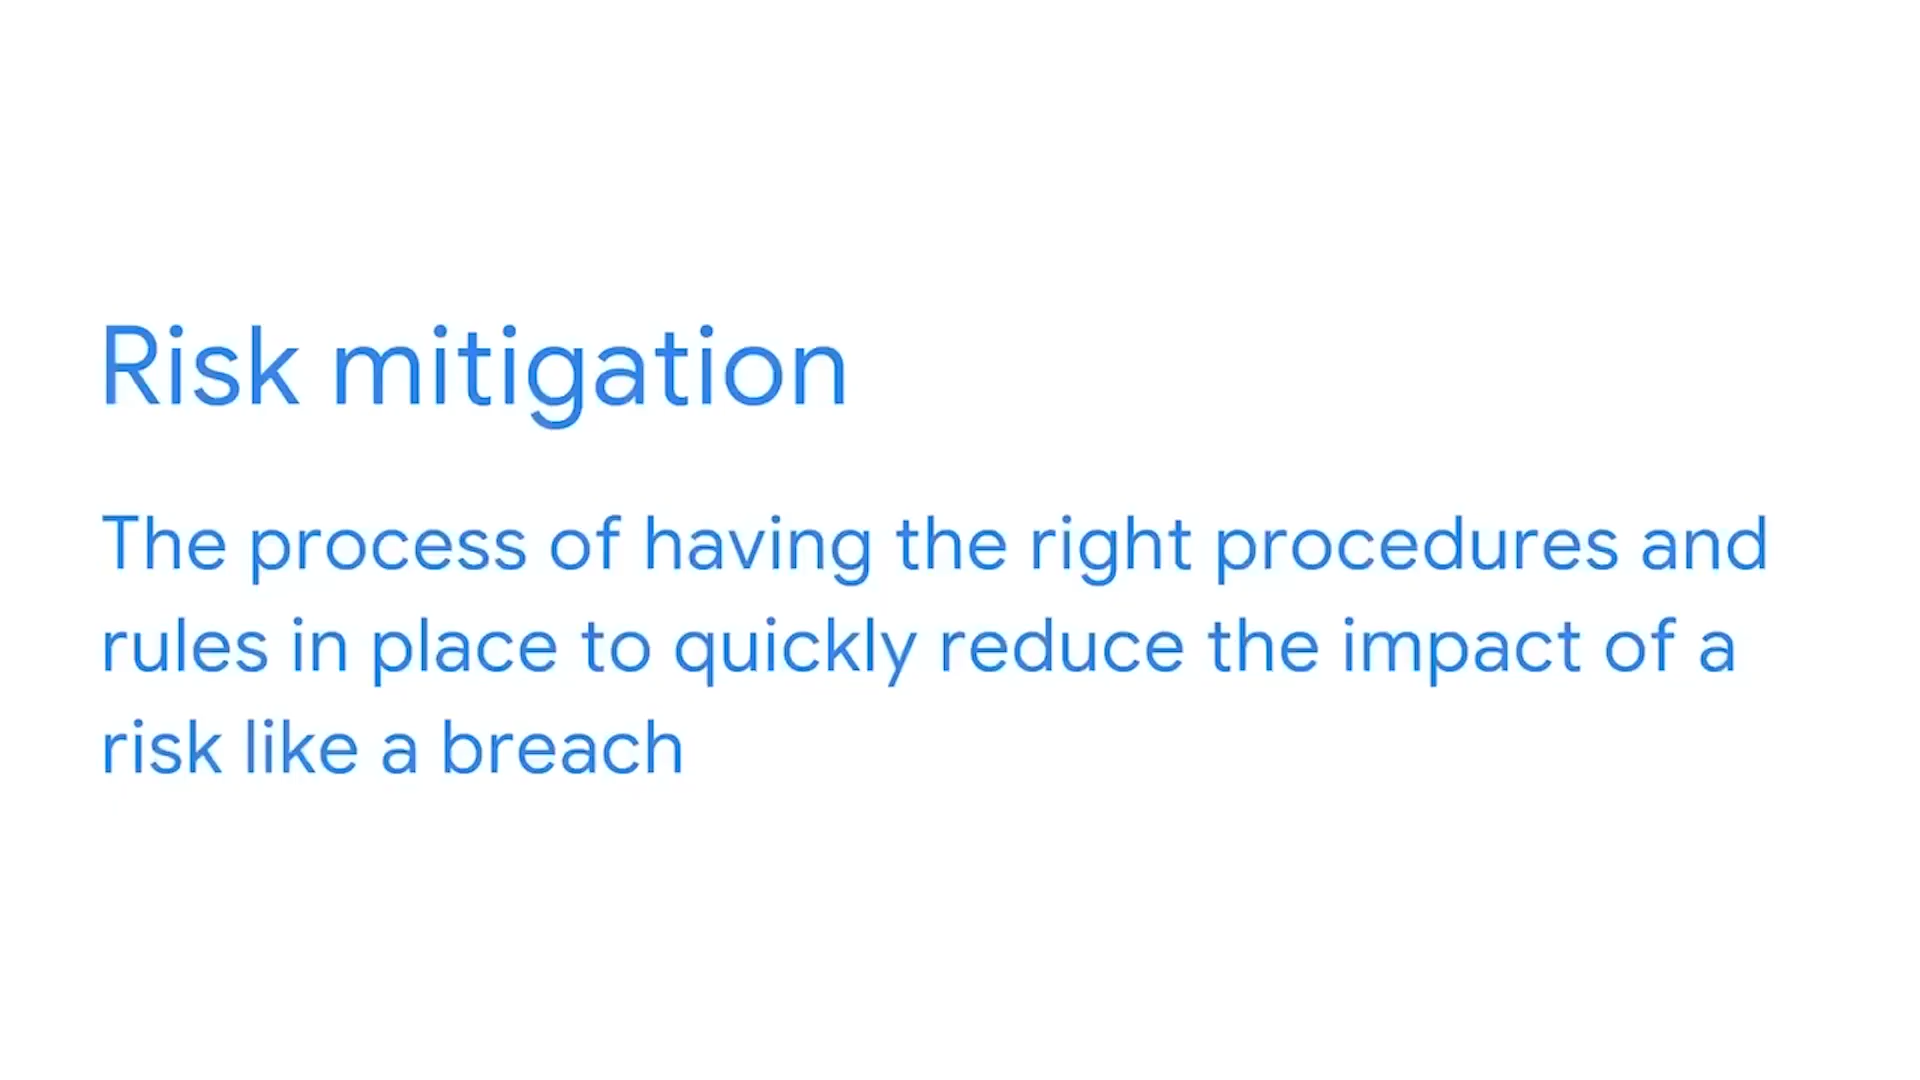 Risk mitigation
The process of having the right procedures and
rules in place to quickly reduce the impact of a
risk like a breach